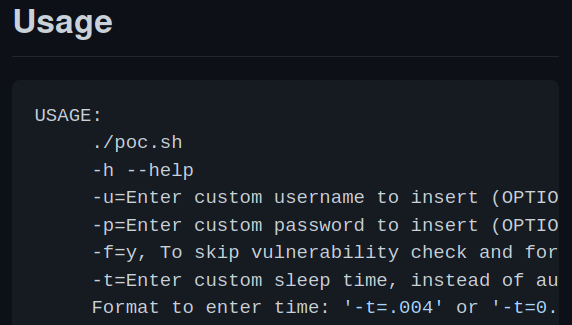 Usage
USAGE:
./poc.sh
-h --help
-u=Enter custom username to insert (OPTIO
-p=Enter custom password to insert (OPTIO
-f=y, To skip vulnerability check and for
-t=Enter custom sleep time, instead of au
Format to enter time: '-t=.004' or '-t=0.